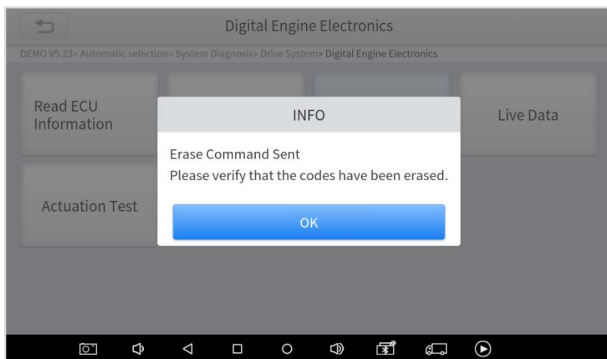 Digital Engine Electronics
DEMO V5.23> Automatic selection> System Diagnosis> Drive System> Digital Engine Electronics
Read ECU
Information
Live Data
INFO
Erase Command Sent
Please verify that the codes have been erased.
OK
Actuation Test